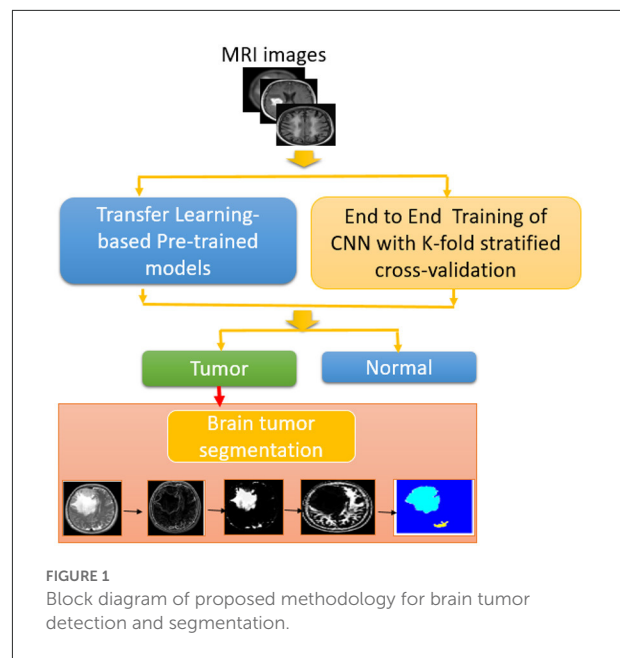 MRI images
Transfer Learning-
based Pre-trained
models
End to End Training of
CNN with K-fold stratified
cross-validation
Tumor
Normal
Brain tumor
segmentation
FIGURE 1
Block diagram of proposed methodology for brain tumor
detection and segmentation.